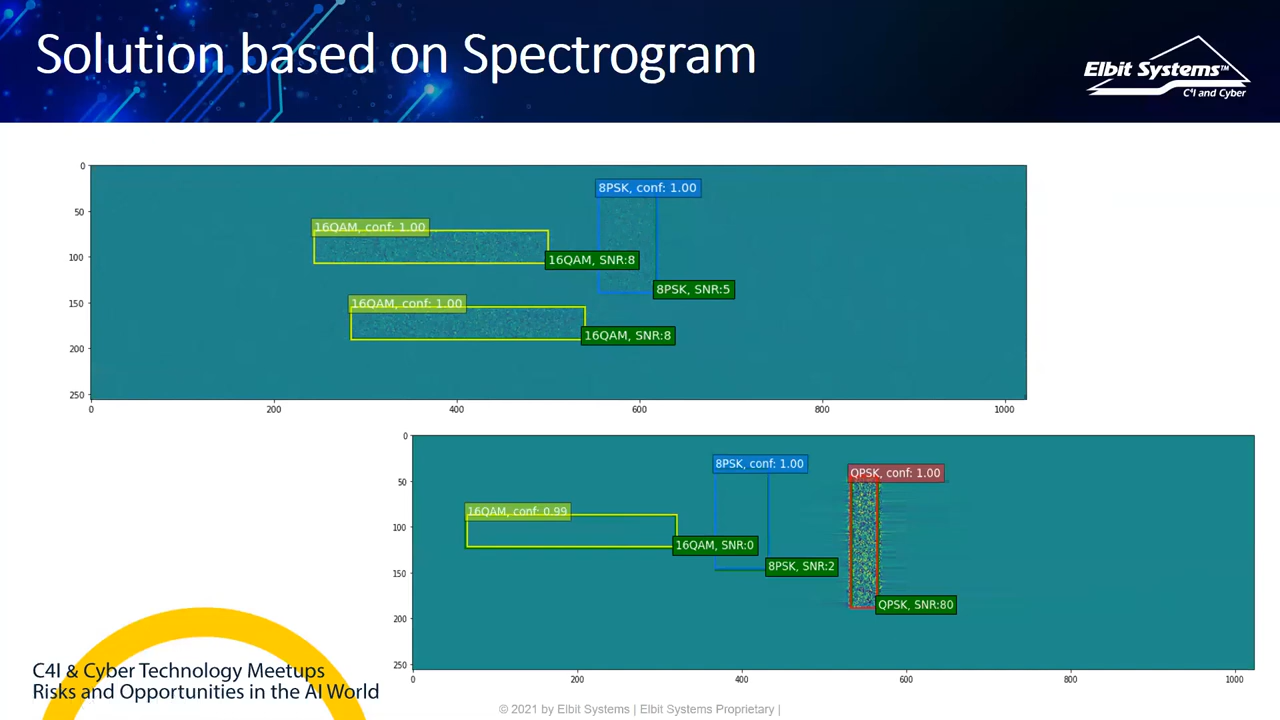 Solution based on Spectrogram
Elbit Systems™
C⁴I and Cyber
0
50
100
150
200
250
0
200
400
600
800
1000
8PSK, conf: 1.00
16QAM, conf: 1.00
16QAM, SNR:8
8PSK, SNR:5
16QAM, conf: 1.00
16QAM, SNR:8
0
50
100
150
200
250
0
200
400
600
800
1000
8PSK, conf: 1.00
QPSK, conf: 1.00
16QAM, conf: 0.99
16QAM, SNR:0
8PSK, SNR:2
QPSK, SNR:80
C4I & Cyber Technology Meetups
Risks and Opportunities in the AI World
© 2021 by Elbit Systems | Elbit Systems Proprietary |